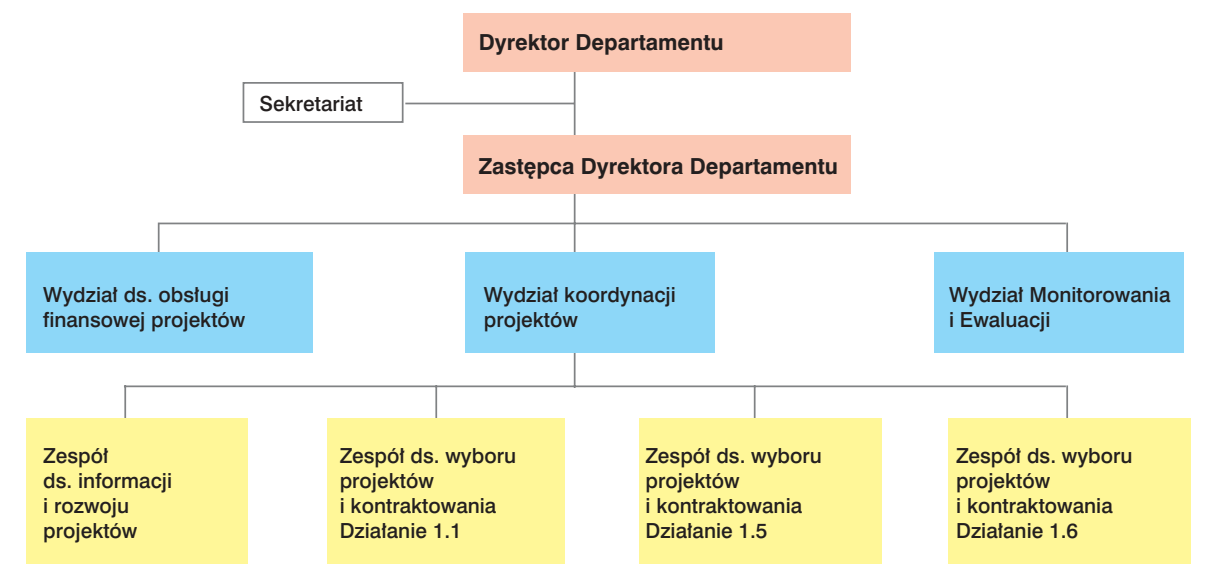 Dyrektor Departamentu
Sekretariat
Zastępca Dyrektora Departamentu
Wydział ds. obsługi
finansowej projektów
Wydział koordynacji
projektów
Wydział Monitorowania
i Ewaluacji
Zespół
ds. informacji
i rozwoju
projektów
Zespół ds. wyboru
projektów
i kontraktowania
Działanie 1.1
Zespół ds. wyboru
projektów
i kontraktowania
Działanie 1.5
Zespół ds. wyboru
projektów
i kontraktowania
Działanie 1.6